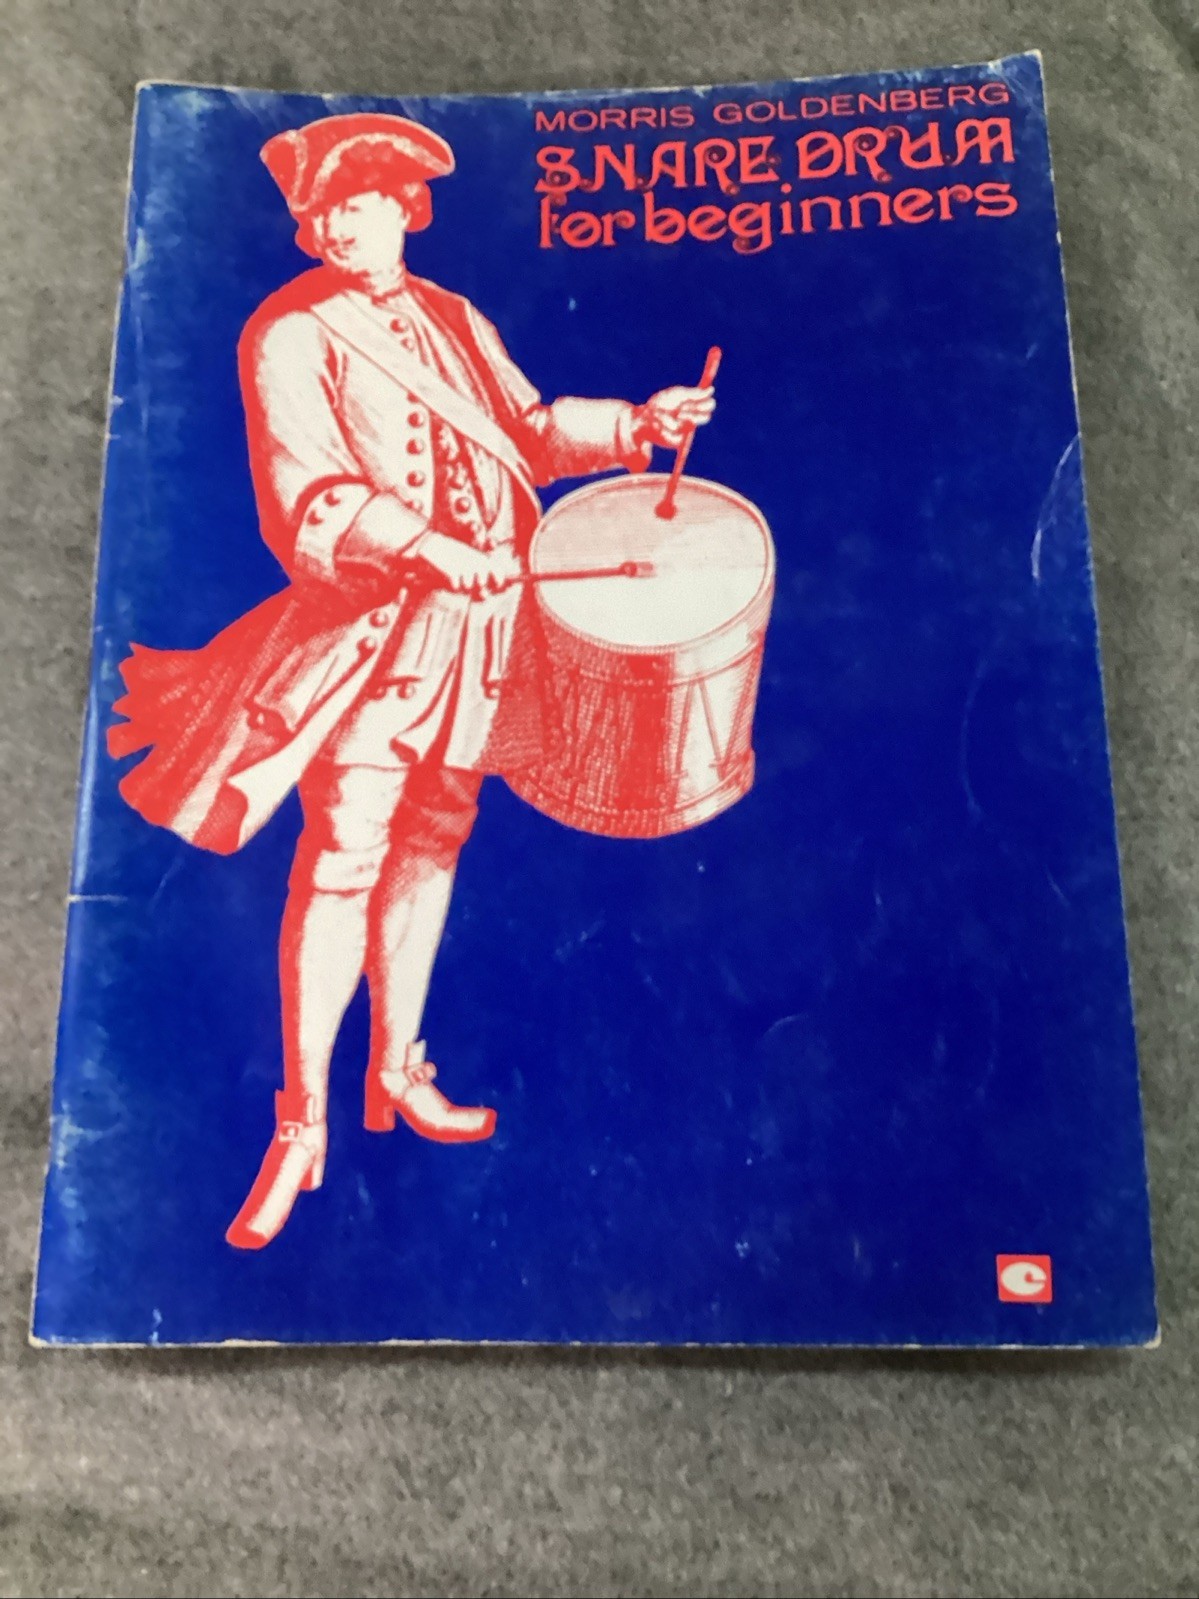 MORRIS GOLDENBERG
SNARE DRUM
for beginners
C